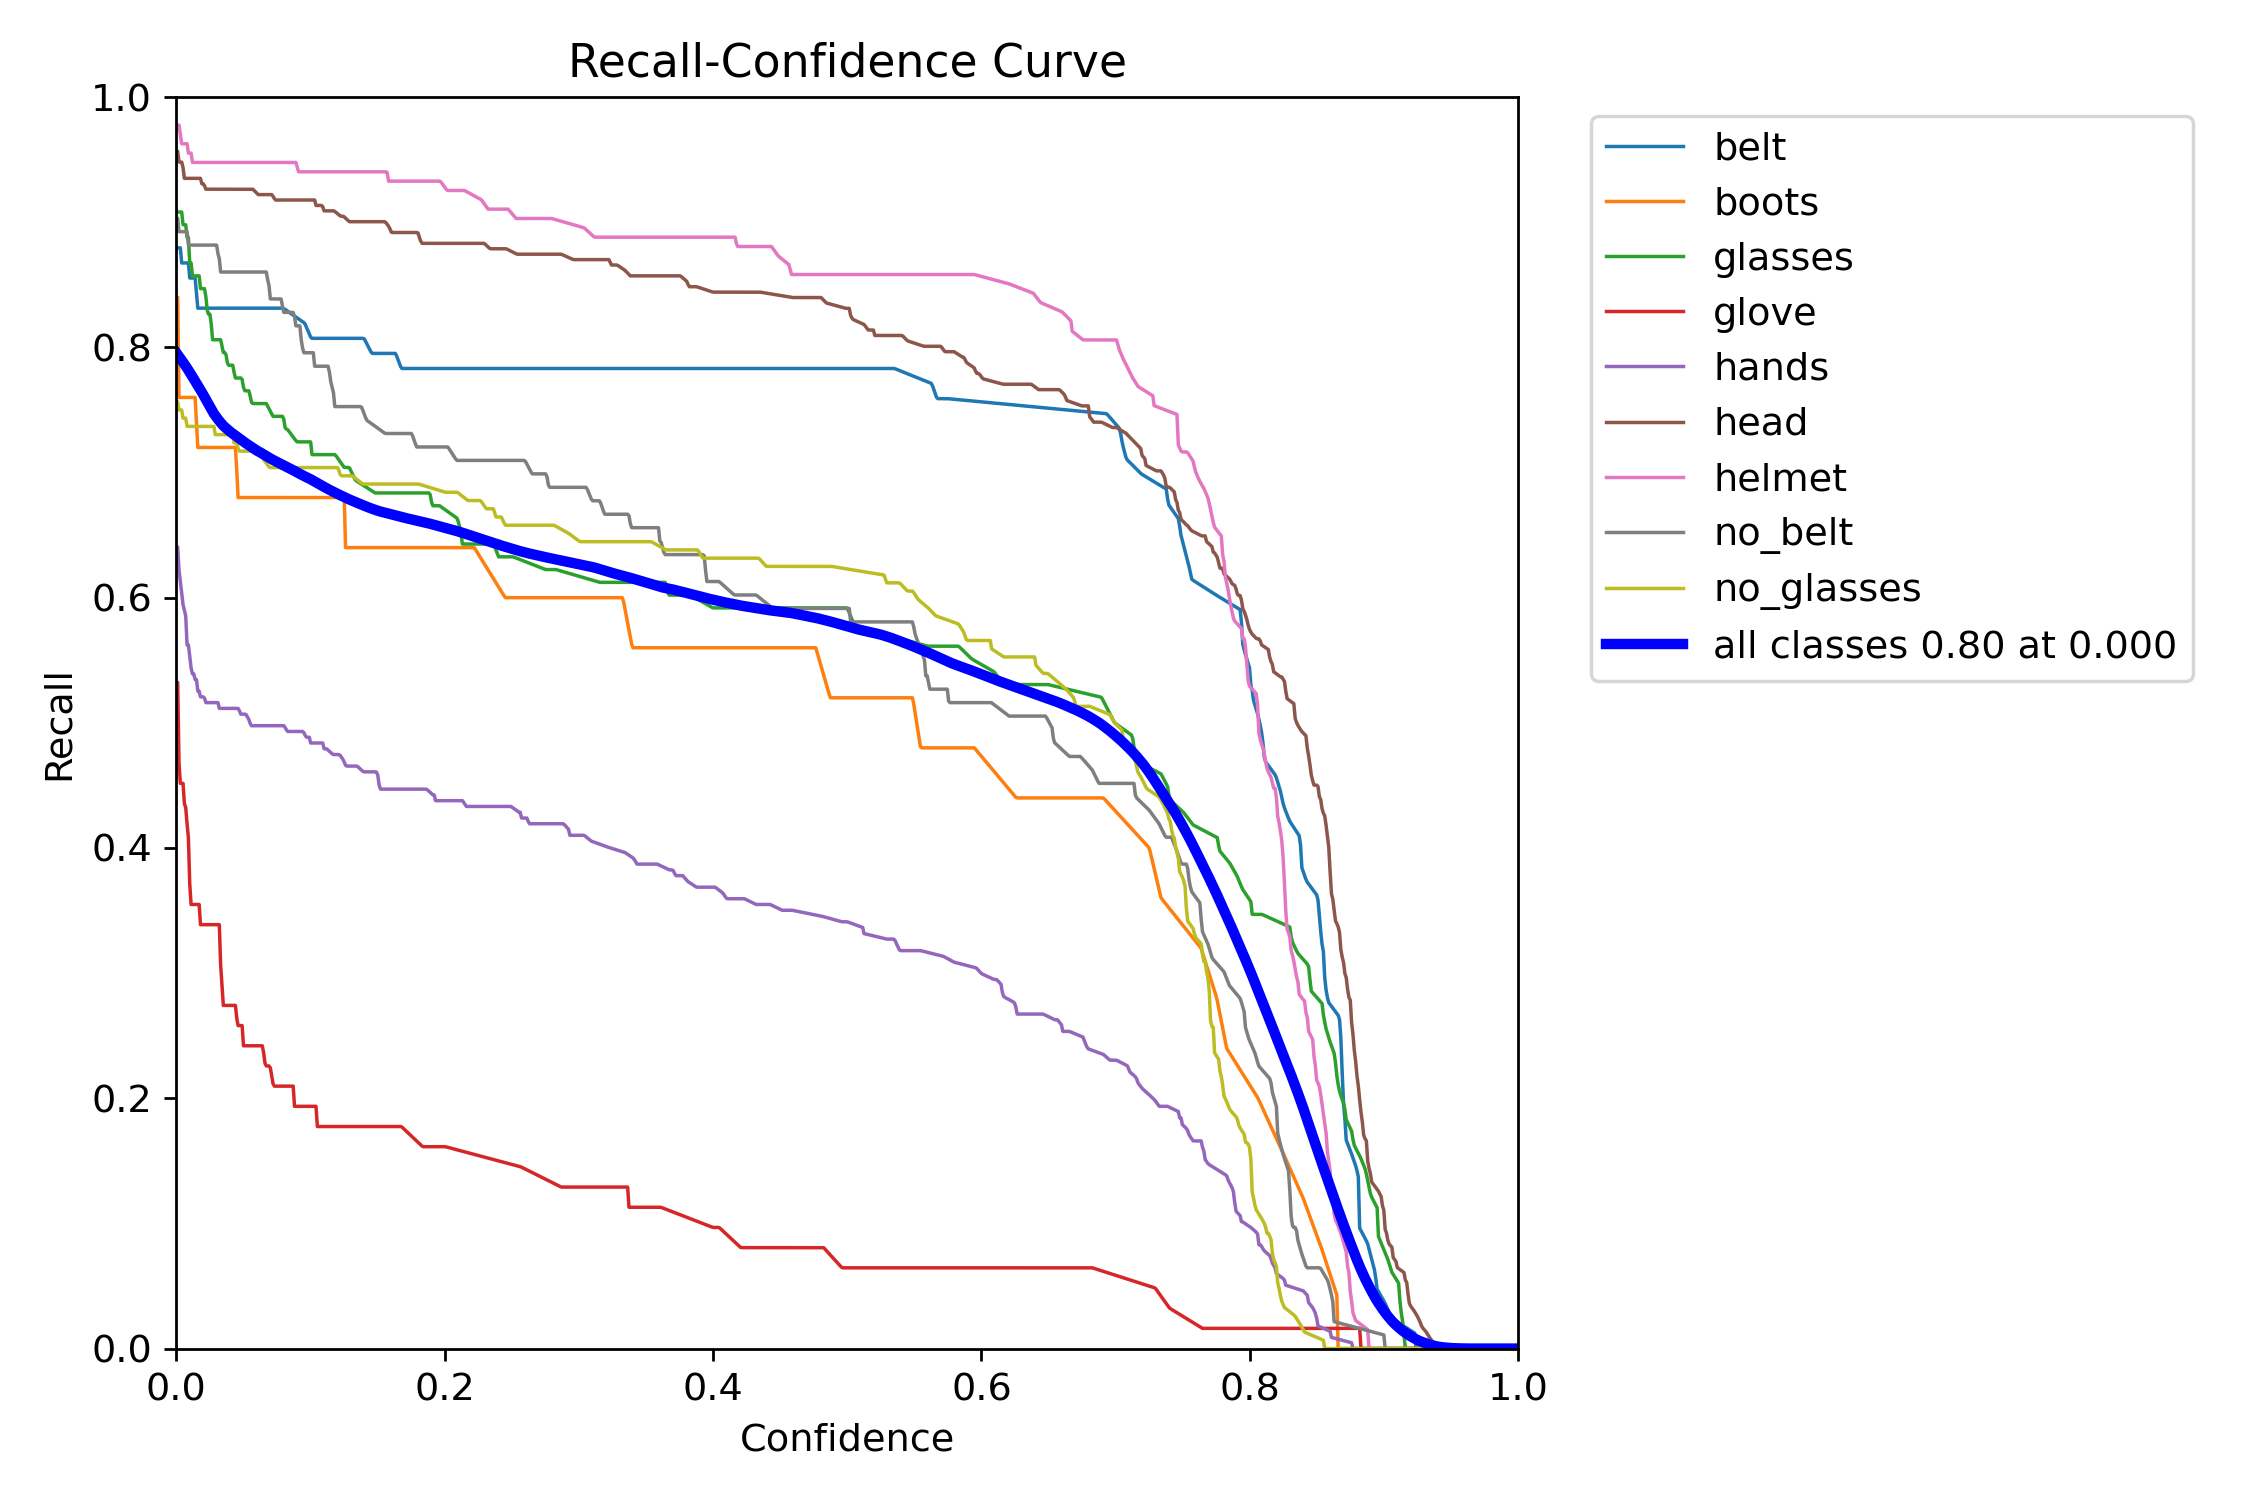 Recall-Confidence Curve
1.0
0.8
0.6
0.4
0.2
0.0
Recall
0.0 0.2 0.4 0.6 0.8 1.0
Confidence
belt
boots
glasses
glove
hands
head
helmet
no_belt
no_glasses
all classes 0.80 at 0.000